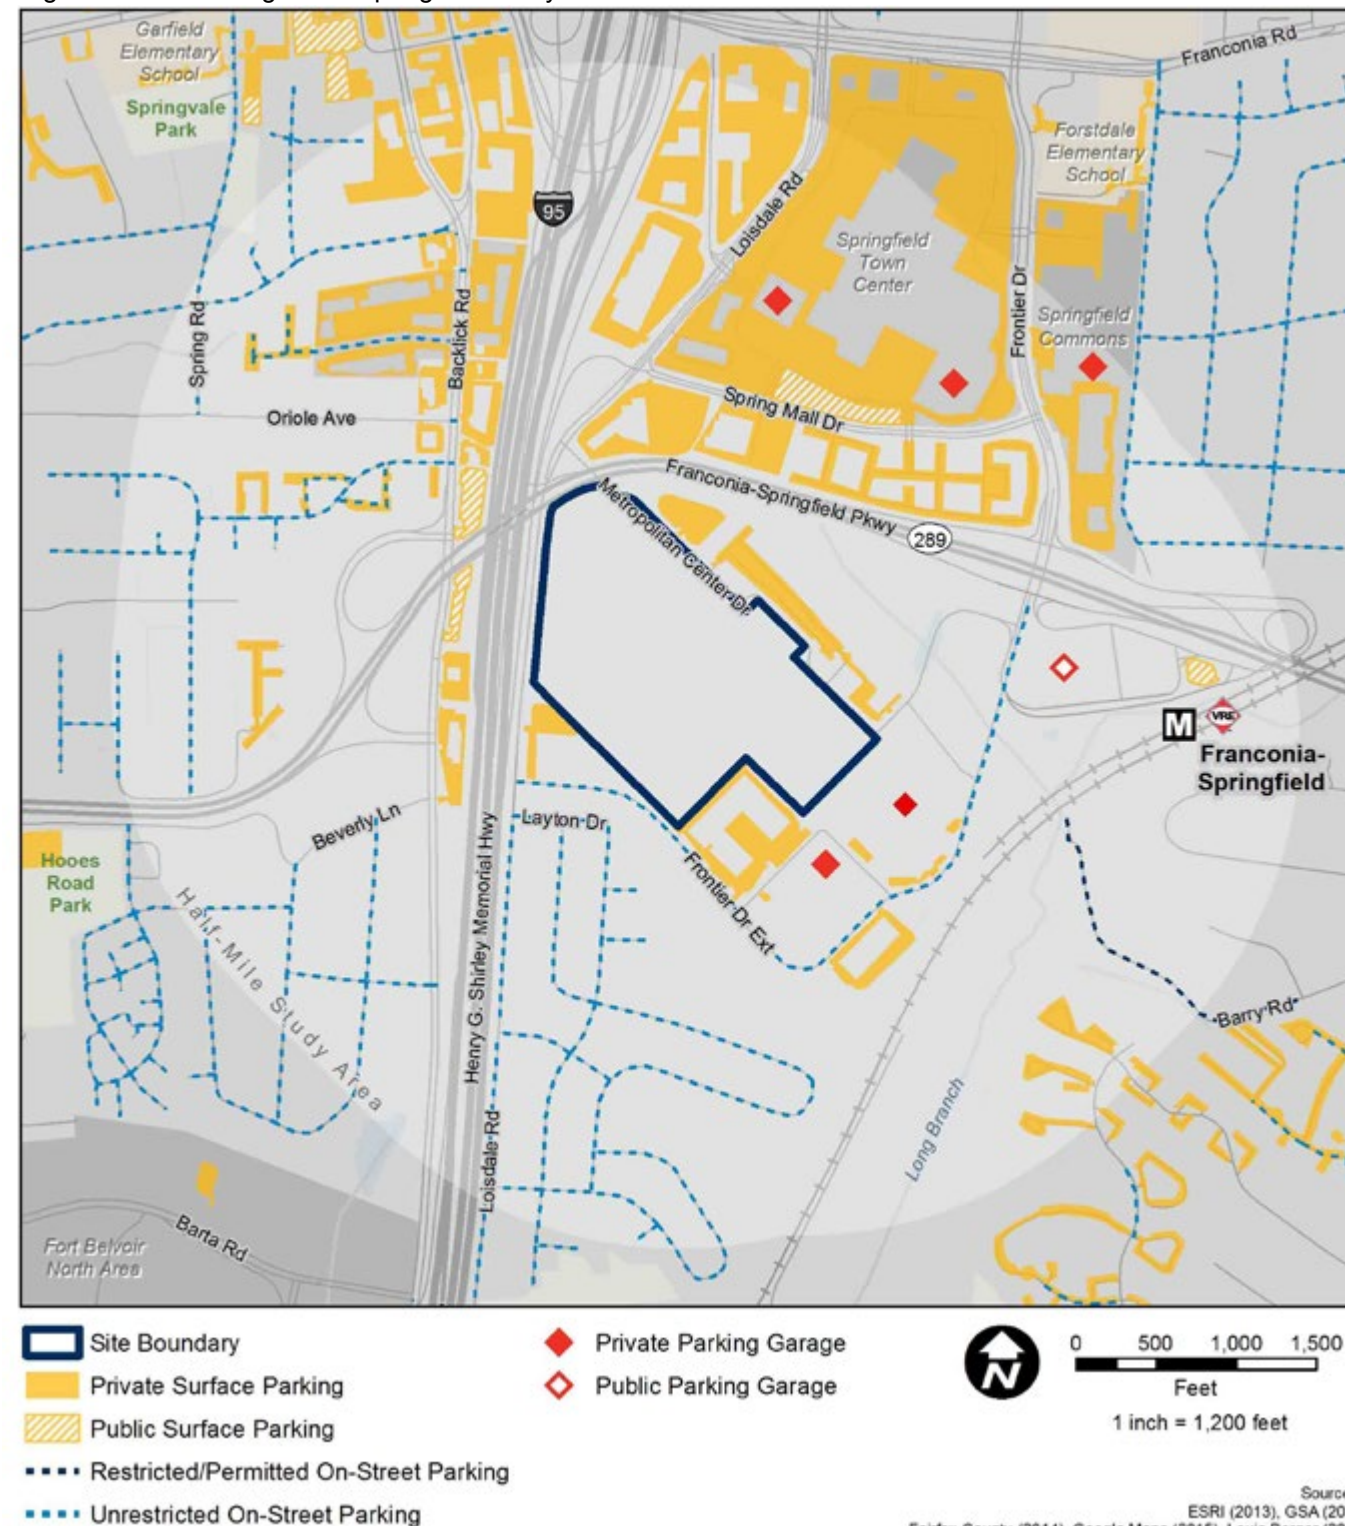 Garfield
Elementary
School
Springvale
Park
Franconia Rd
Forstdale
Elementary
School
95
Loisdale Rd
Springfield
Town
Center
Frontier Dr
Springfield
Commons
Spring Rd
Backlick Rd
Oriole Ave
Spring Mall Dr
Franconia-Springfield Pkwy
289
Metropolitan Center Dr
M
VRE
Franconia-
Springfield
Beverly Ln
Layton Dr
Hooes
Road
Park
Half-Mile Study Area
Henry G. Shirley Memorial Hwy
Frontier Dr Ext
Barry Rd
Long Branch
Loisdale Rd
Barta Rd
Fort Belvoir
North Area
Site Boundary
Private Surface Parking
Public Surface Parking
Restricted/Permitted On-Street Parking
Unrestricted On-Street Parking
Private Parking Garage
Public Parking Garage
N
0 500 1,000 1,500
Feet
1 inch = 1,200 feet
ESRI (2013), GSA